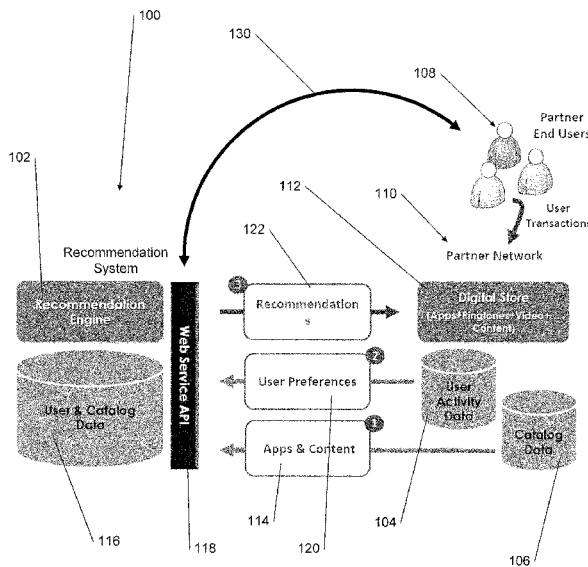 100
130
108
Partner
End Users
102
112
110
User
Transactions
122
Recommendation
System
Partner Network
Recommendation
Engine
3
Recommendation
s
Digital Store
(Apps+Ringtones+Video+
Content)
Web Service API
2
User Preferences
User
Activity
Data
User & Catalog
Data
1
Apps & Content
Catalog
Data
114
104
116
118
120
106